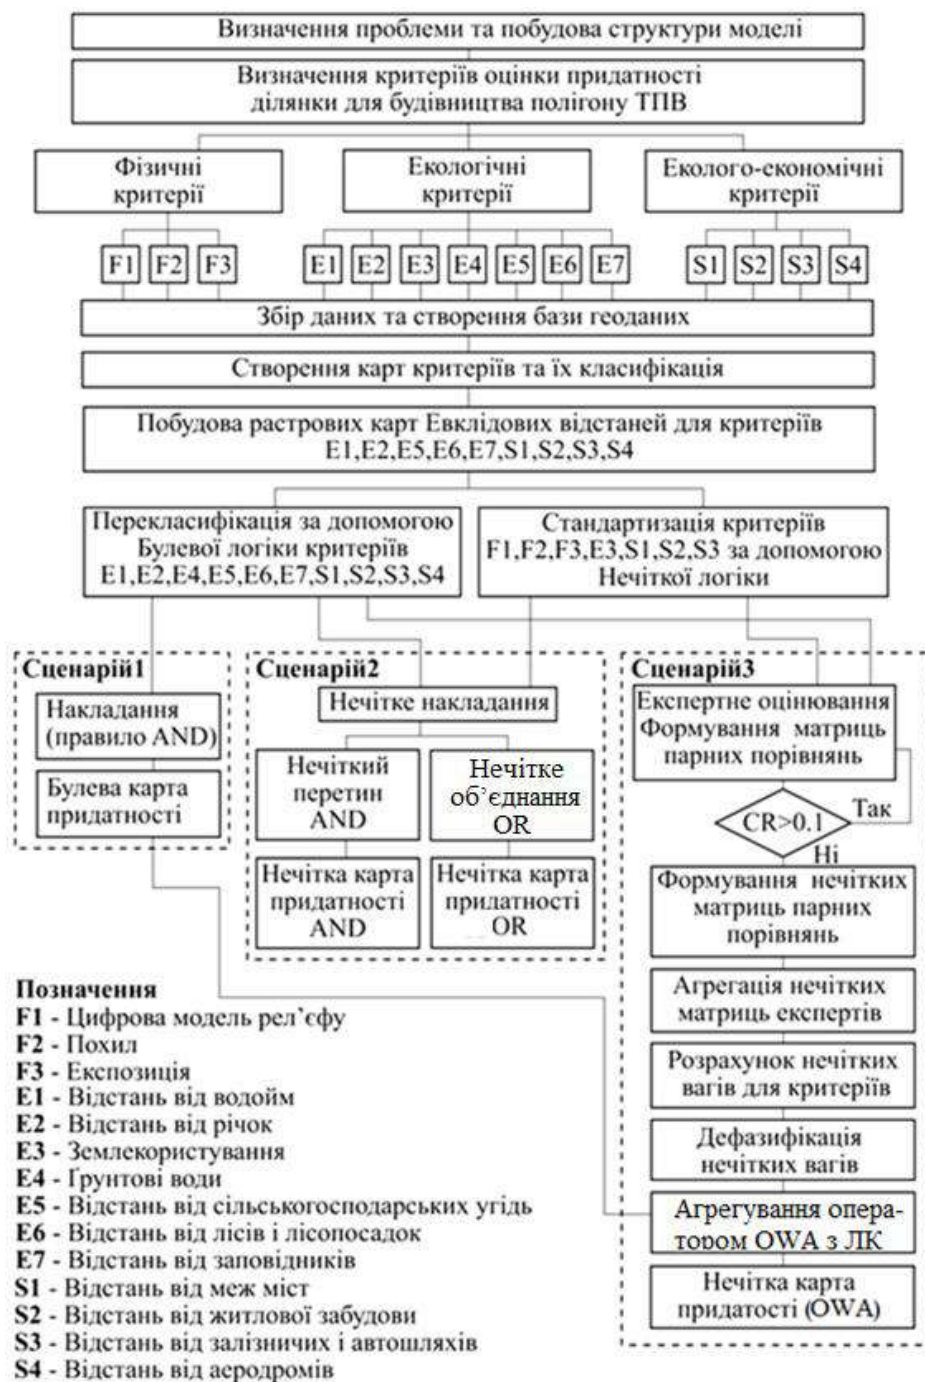 Визначення проблеми та побудова структури моделі
Визначення критеріїв оцінки придатності
ділянки для будівництва полігону ТПВ
Фізичні
критерії
Екологічні
критерії
Еколого-економічні
критерії
F1 F2 F3 E1 E2 E3 E4 E5 E6 E7 S1 S2 S3 S4
Збір даних та створення бази геоданих
Створення карт критеріїв та їх класифікація
Побудова растрових карт Евклідових відстаней для критеріїв
E1,E2,E5,E6,E7,S1,S2,S3,S4
Перекласифікація за допомогою
Булевої логіки критеріїв
E1,E2,E4,E5,E6,E7,S1,S2,S3,S4
Стандартизація критеріїв
F1,F2,F3,E3,S1,S2,S3 за допомогою
Нечіткої логіки
Сценарій1
Накладання
(правило AND)
Булева карта
придатності
Сценарій2
Нечітке накладання
Нечіткий
перетин
AND
Нечітке
об’єднання
OR
Нечітка карта
придатності
AND
Нечітка карта
придатності
OR
Сценарій3
Експертне оцінювання
Формування матриць
парних порівнянь
CR>0.1
Так
Ні
Формування нечітких
матриць парних
порівнянь
Агрегація нечітких
матриць експертів
Розрахунок нечітких
вагів для критеріїв
Дефазифікація
нечітких вагів
Агрегування опера-
тором OWA з ЛК
Нечітка карта
придатості (OWA)
Позначення
F1 - Цифрова модель рел’єфу
F2 - Похил
F3 - Експозиція
E1 - Відстань від водойм
E2 - Відстань від річок
E3 - Землекористування
E4 - Ґрунтові води
E5 - Відстань від сільськогосподарських угідь
E6 - Відстань від лісів і лісопосадок
E7 - Відстань від заповідників
S1 - Відстань від меж міст
S2 - Відстань від житлової забудови
S3 - Відстань від залізничих і автошляхів
S4 - Відстань від аеродромів